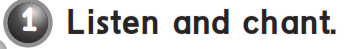 1 Listen and chant.